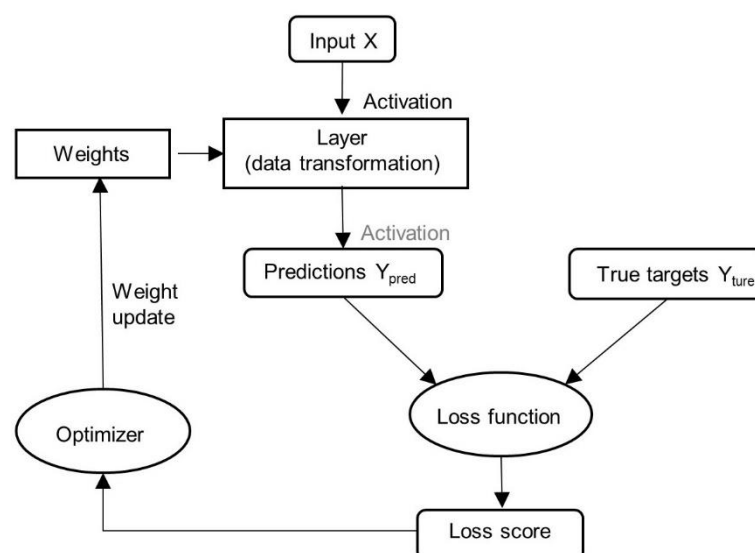 Input X
Activation
Weights
Layer
(data transformation)
Activation
Predictions Ypred
True targets Yture
Weight
update
Optimizer
Loss function
Loss score